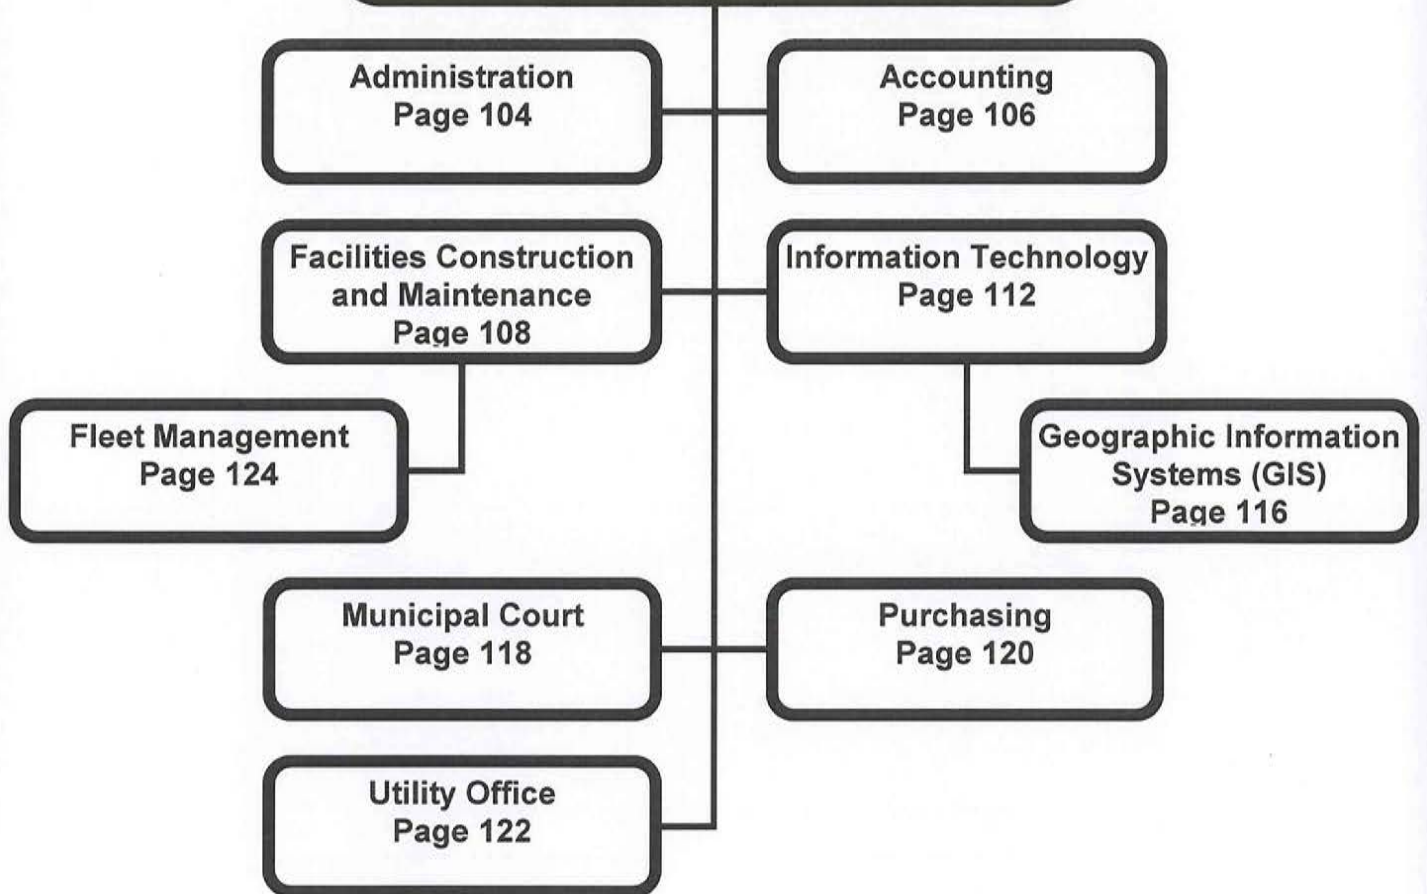 Administration
Page 104
Accounting
Page 106
Facilities Construction
and Maintenance
Page 108
Information Technology
Page 112
Fleet Management
Page 124
Geographic Information
Systems (GIS)
Page 116
Municipal Court
Page 118
Purchasing
Page 120
Utility Office
Page 122